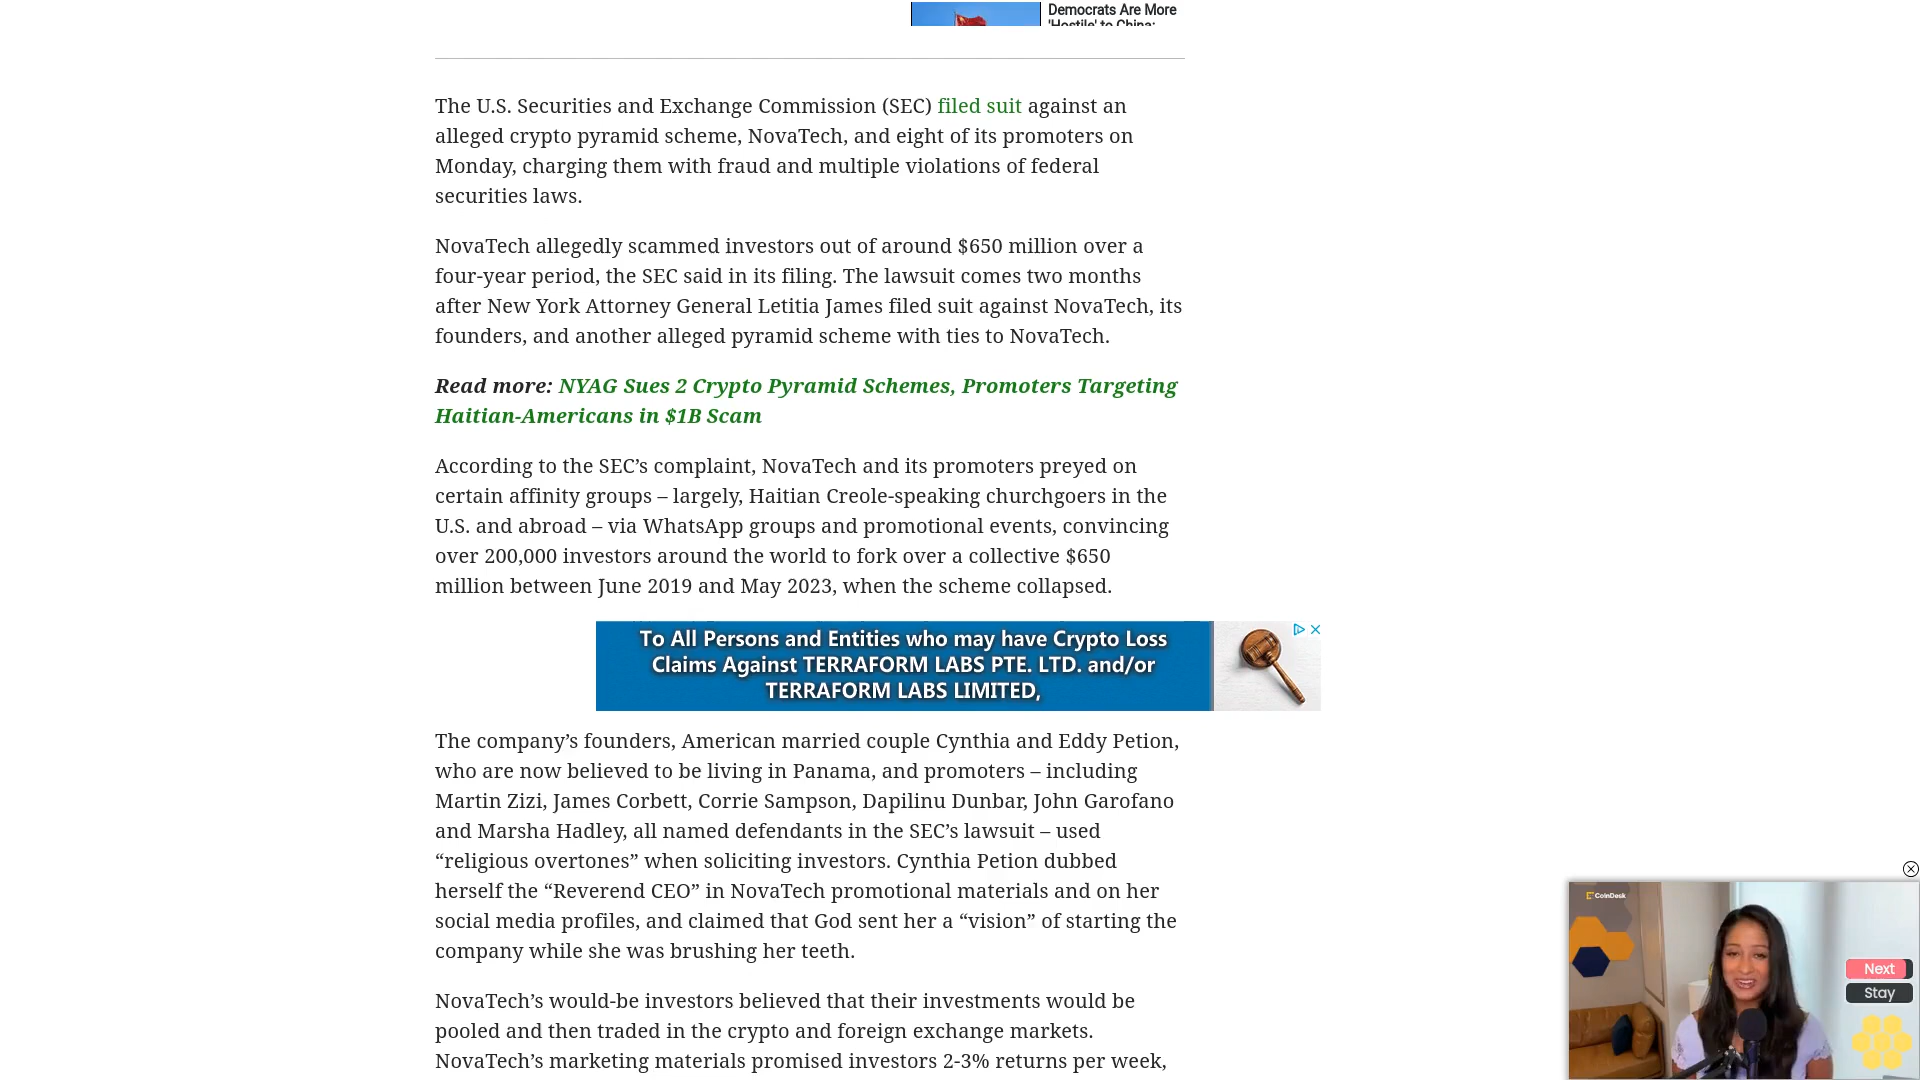 Democrats Are More
'Hostile' to China:
The U.S. Securities and Exchange Commission (SEC) filed suit against an
alleged crypto pyramid scheme, NovaTech, and eight of its promoters on
Monday, charging them with fraud and multiple violations of federal
securities laws.
NovaTech allegedly scammed investors out of around $650 million over a
four-year period, the SEC said in its filing. The lawsuit comes two months
after New York Attorney General Letitia James filed suit against NovaTech, its
founders, and another alleged pyramid scheme with ties to NovaTech.
Read more: NYAG Sues 2 Crypto Pyramid Schemes, Promoters Targeting
Haitian-Americans in $1B Scam
According to the SEC’s complaint, NovaTech and its promoters preyed on
certain affinity groups – largely, Haitian Creole-speaking churchgoers in the
U.S. and abroad – via WhatsApp groups and promotional events, convincing
over 200,000 investors around the world to fork over a collective $650
million between June 2019 and May 2023, when the scheme collapsed.
To All Persons and Entities who may have Crypto Loss
Claims Against TERRAFORM LABS PTE. LTD. and/or
TERRAFORM LABS LIMITED,
The company’s founders, American married couple Cynthia and Eddy Petion,
who are now believed to be living in Panama, and promoters – including
Martin Zizi, James Corbett, Corrie Sampson, Dapilinu Dunbar, John Garofano
and Marsha Hadley, all named defendants in the SEC’s lawsuit – used
“religious overtones” when soliciting investors. Cynthia Petion dubbed
herself the “Reverend CEO” in NovaTech promotional materials and on her
social media profiles, and claimed that God sent her a “vision” of starting the
company while she was brushing her teeth.
NovaTech’s would-be investors believed that their investments would be
pooled and then traded in the crypto and foreign exchange markets.
NovaTech’s marketing materials promised investors 2-3% returns per week,
CoinDesk
Next
Stay